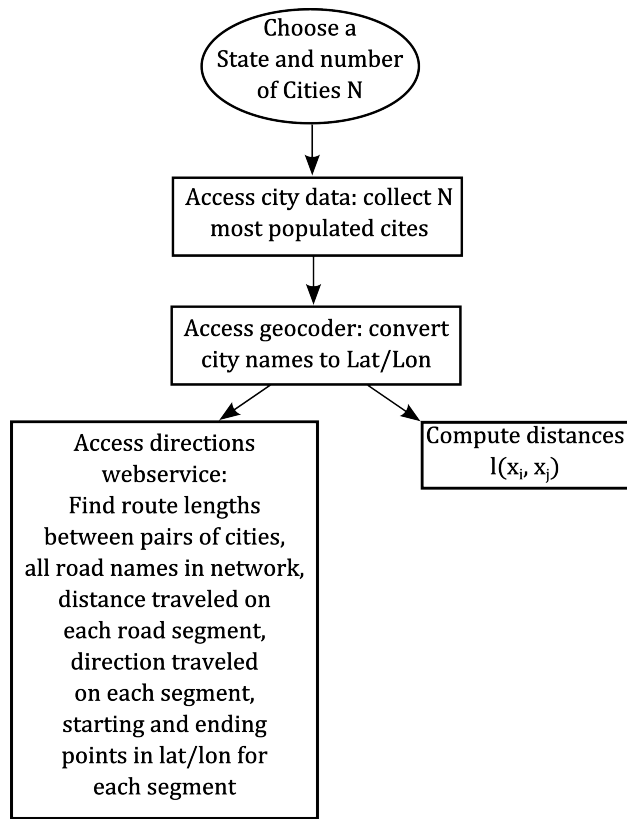 Choose a
State and number
of Cities N
Access city data: collect N
most populated cites
Access geocoder: convert
city names to Lat/Lon
Access directions
webservice:
Find route lengths
between pairs of cities,
all road names in network,
distance traveled on
each road segment,
direction traveled
on each segment,
starting and ending
points in lat/lon for
each segment
Compute distances
l(xᵢ, xⱼ)